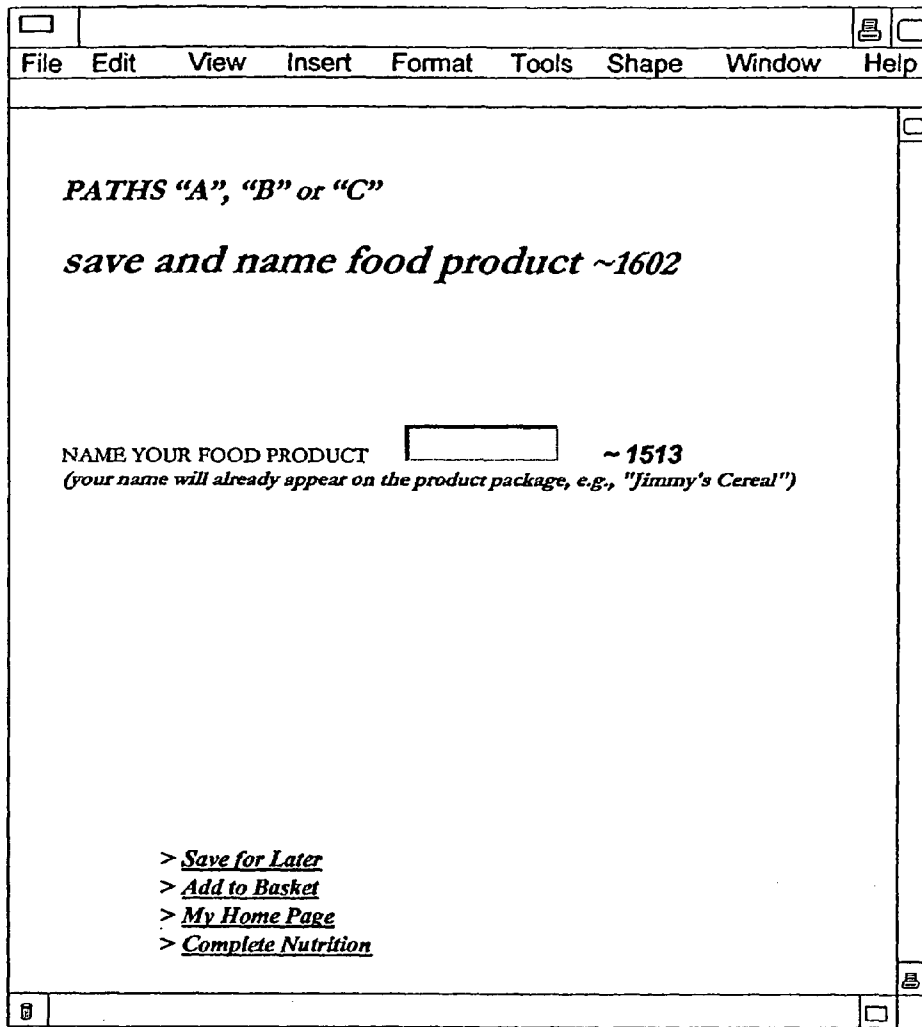 File Edit View Insert Format Tools Shape Window Help
PATHS “A”, “B” or “C”
save and name food product ~1602
NAME YOUR FOOD PRODUCT ~1513
(your name will already appear on the product package, e.g., "Jimmy's Cereal")
> Save for Later
> Add to Basket
> My Home Page
> Complete Nutrition